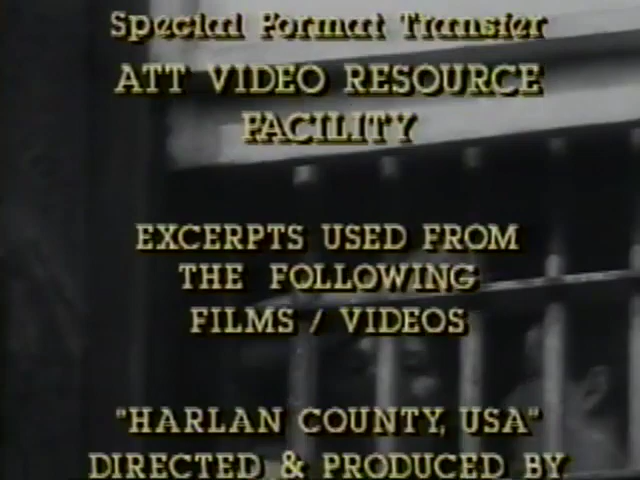 Special Format Transfer
ATT VIDEO RESOURCE
FACILITY
EXCERPTS USED FROM
THE FOLLOWING
FILMS / VIDEOS
"HARLAN COUNTY, USA"
DIRECTED & PRODUCED BY